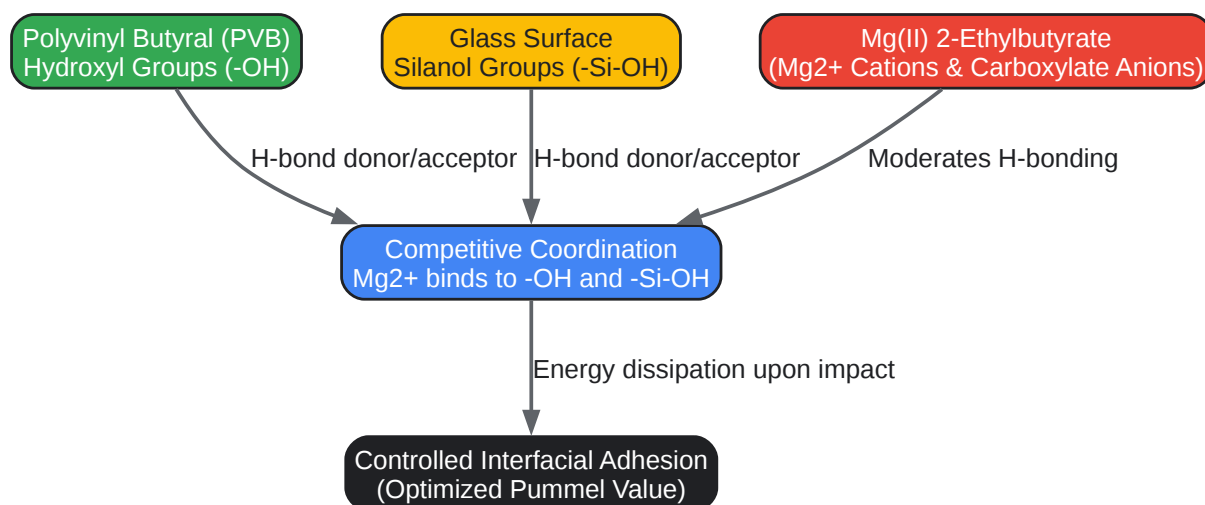 Polyvinyl Butyral (PVB)
Hydroxyl Groups (-OH)
Glass Surface
Silanol Groups (-Si-OH)
Mg(II) 2-Ethylbutyrate
(Mg2+ Cations & Carboxylate Anions)
H-bond donor/acceptor
H-bond donor/acceptor
Moderates H-bonding
Competitive Coordination
Mg2+ binds to -OH and -Si-OH
Energy dissipation upon impact
Controlled Interfacial Adhesion
(Optimized Pummel Value)